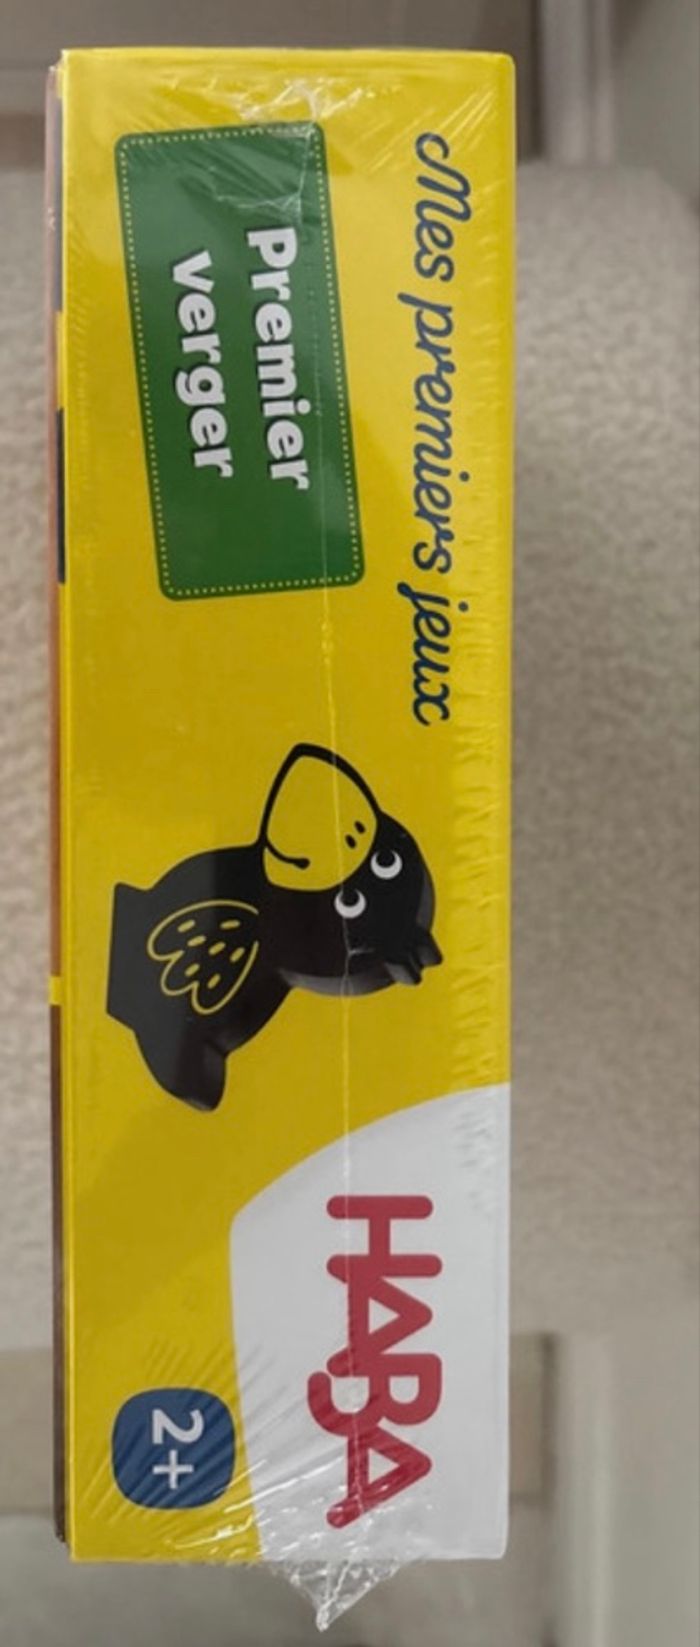 Mes premiers jeux
Premier
verger
HABA
2+